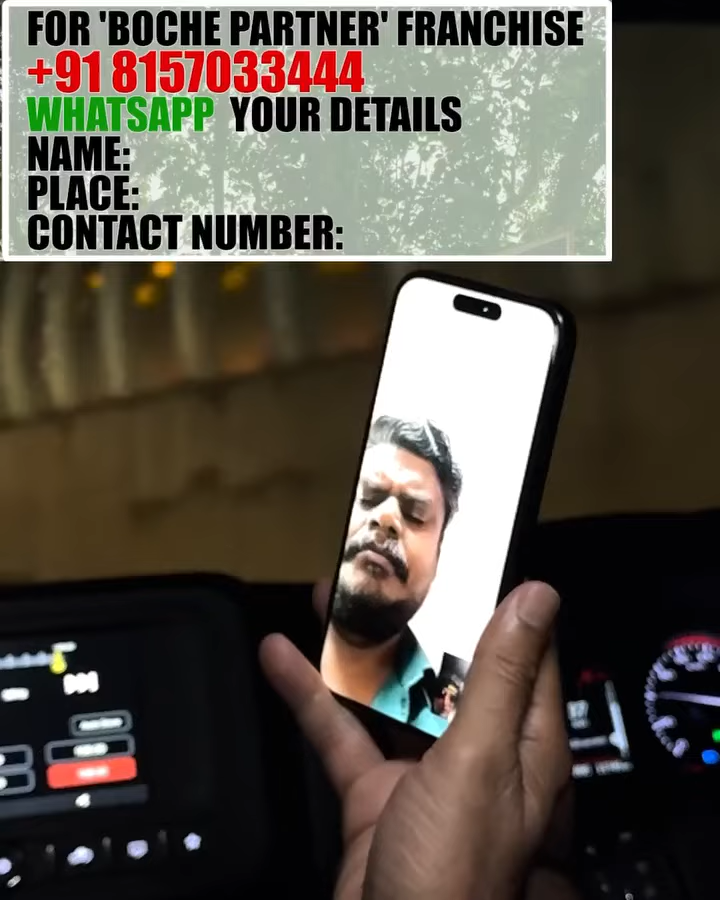 FOR 'BOCHE PARTNER' FRANCHISE
+91 8157033444
WHATSAPP YOUR DETAILS
NAME:
PLACE:
CONTACT NUMBER: